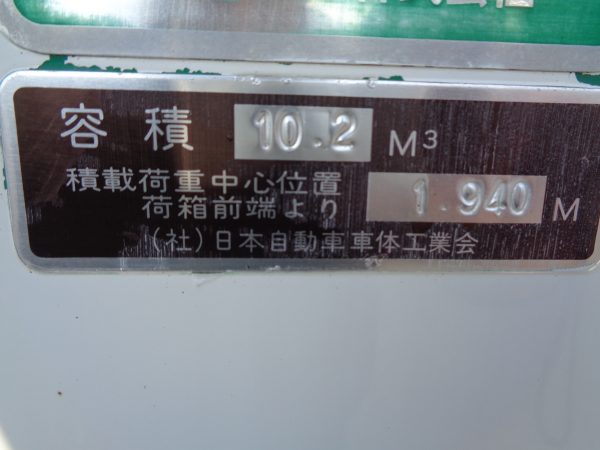 容積 10.2 M³
積載荷重中心位置
荷箱前端より 1.940 M
(社)日本自動車車体工業会